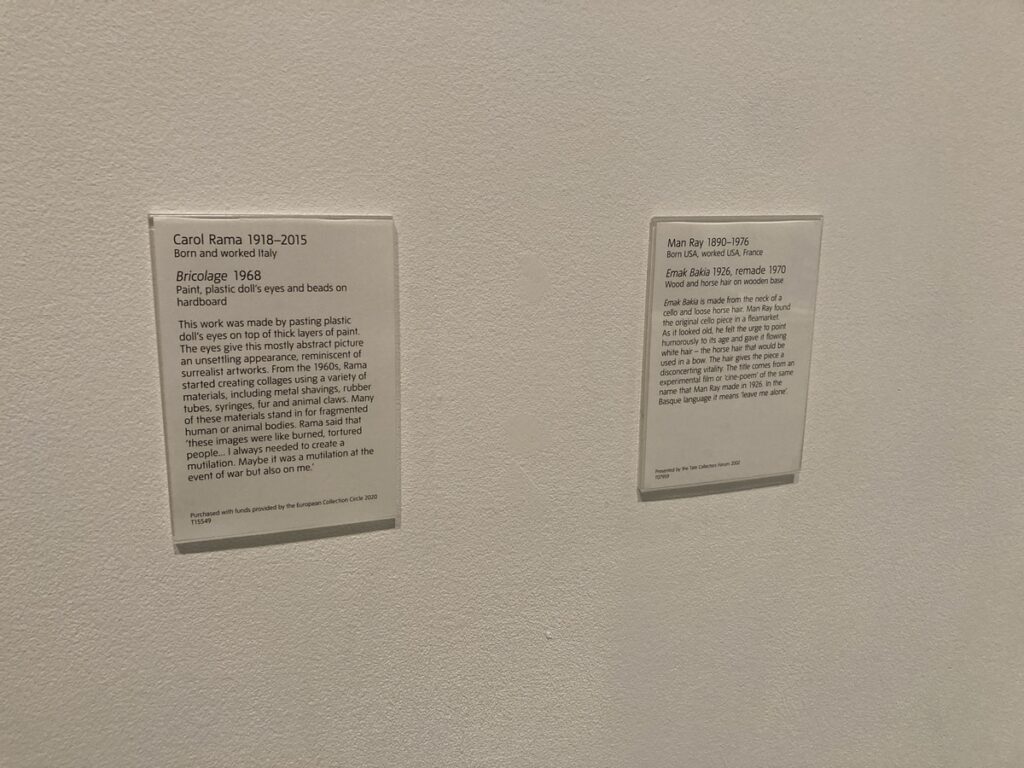 Carol Rama 1918–2015
Born and worked Italy
Bricolage 1968
Paint, plastic doll's eyes and beads on
hardboard
This work was made by pasting plastic
doll's eyes on top of thick layers of paint.
The eyes give this mostly abstract picture
an unsettling appearance, reminiscent of
surrealist artworks. From the 1960s, Rama
started creating collages using a variety of
materials, including metal shavings, rubber
tubes, syringes, fur and animal claws. Many
of these materials stand in for fragmented
human or animal bodies. Rama said that
'these images were like burned, tortured
people... I always needed to create a
mutilation. Maybe it was a mutilation at the
event of war but also on me.'
Purchased with funds provided by the European Collection Circle 2020
T15549
Man Ray 1890–1976
Born USA, worked USA, France
Emak Bakia 1926, remade 1970
Wood and horse hair on wooden base
Emak Bakia is made from the neck of a
cello and loose horse hair. Man Ray found
the original cello piece in a fleamarket.
As it looked old, he felt the urge to point
humorously to its age and gave it flowing
white hair – the horse hair that would be
used in a bow. The hair gives the piece a
disconcerting vitality. The title comes from an
experimental film or 'cine-poem' of the same
name that Man Ray made in 1926. In the
Basque language it means 'leave me alone'.
Presented by the Tate Collectors Forum 2002
T07959